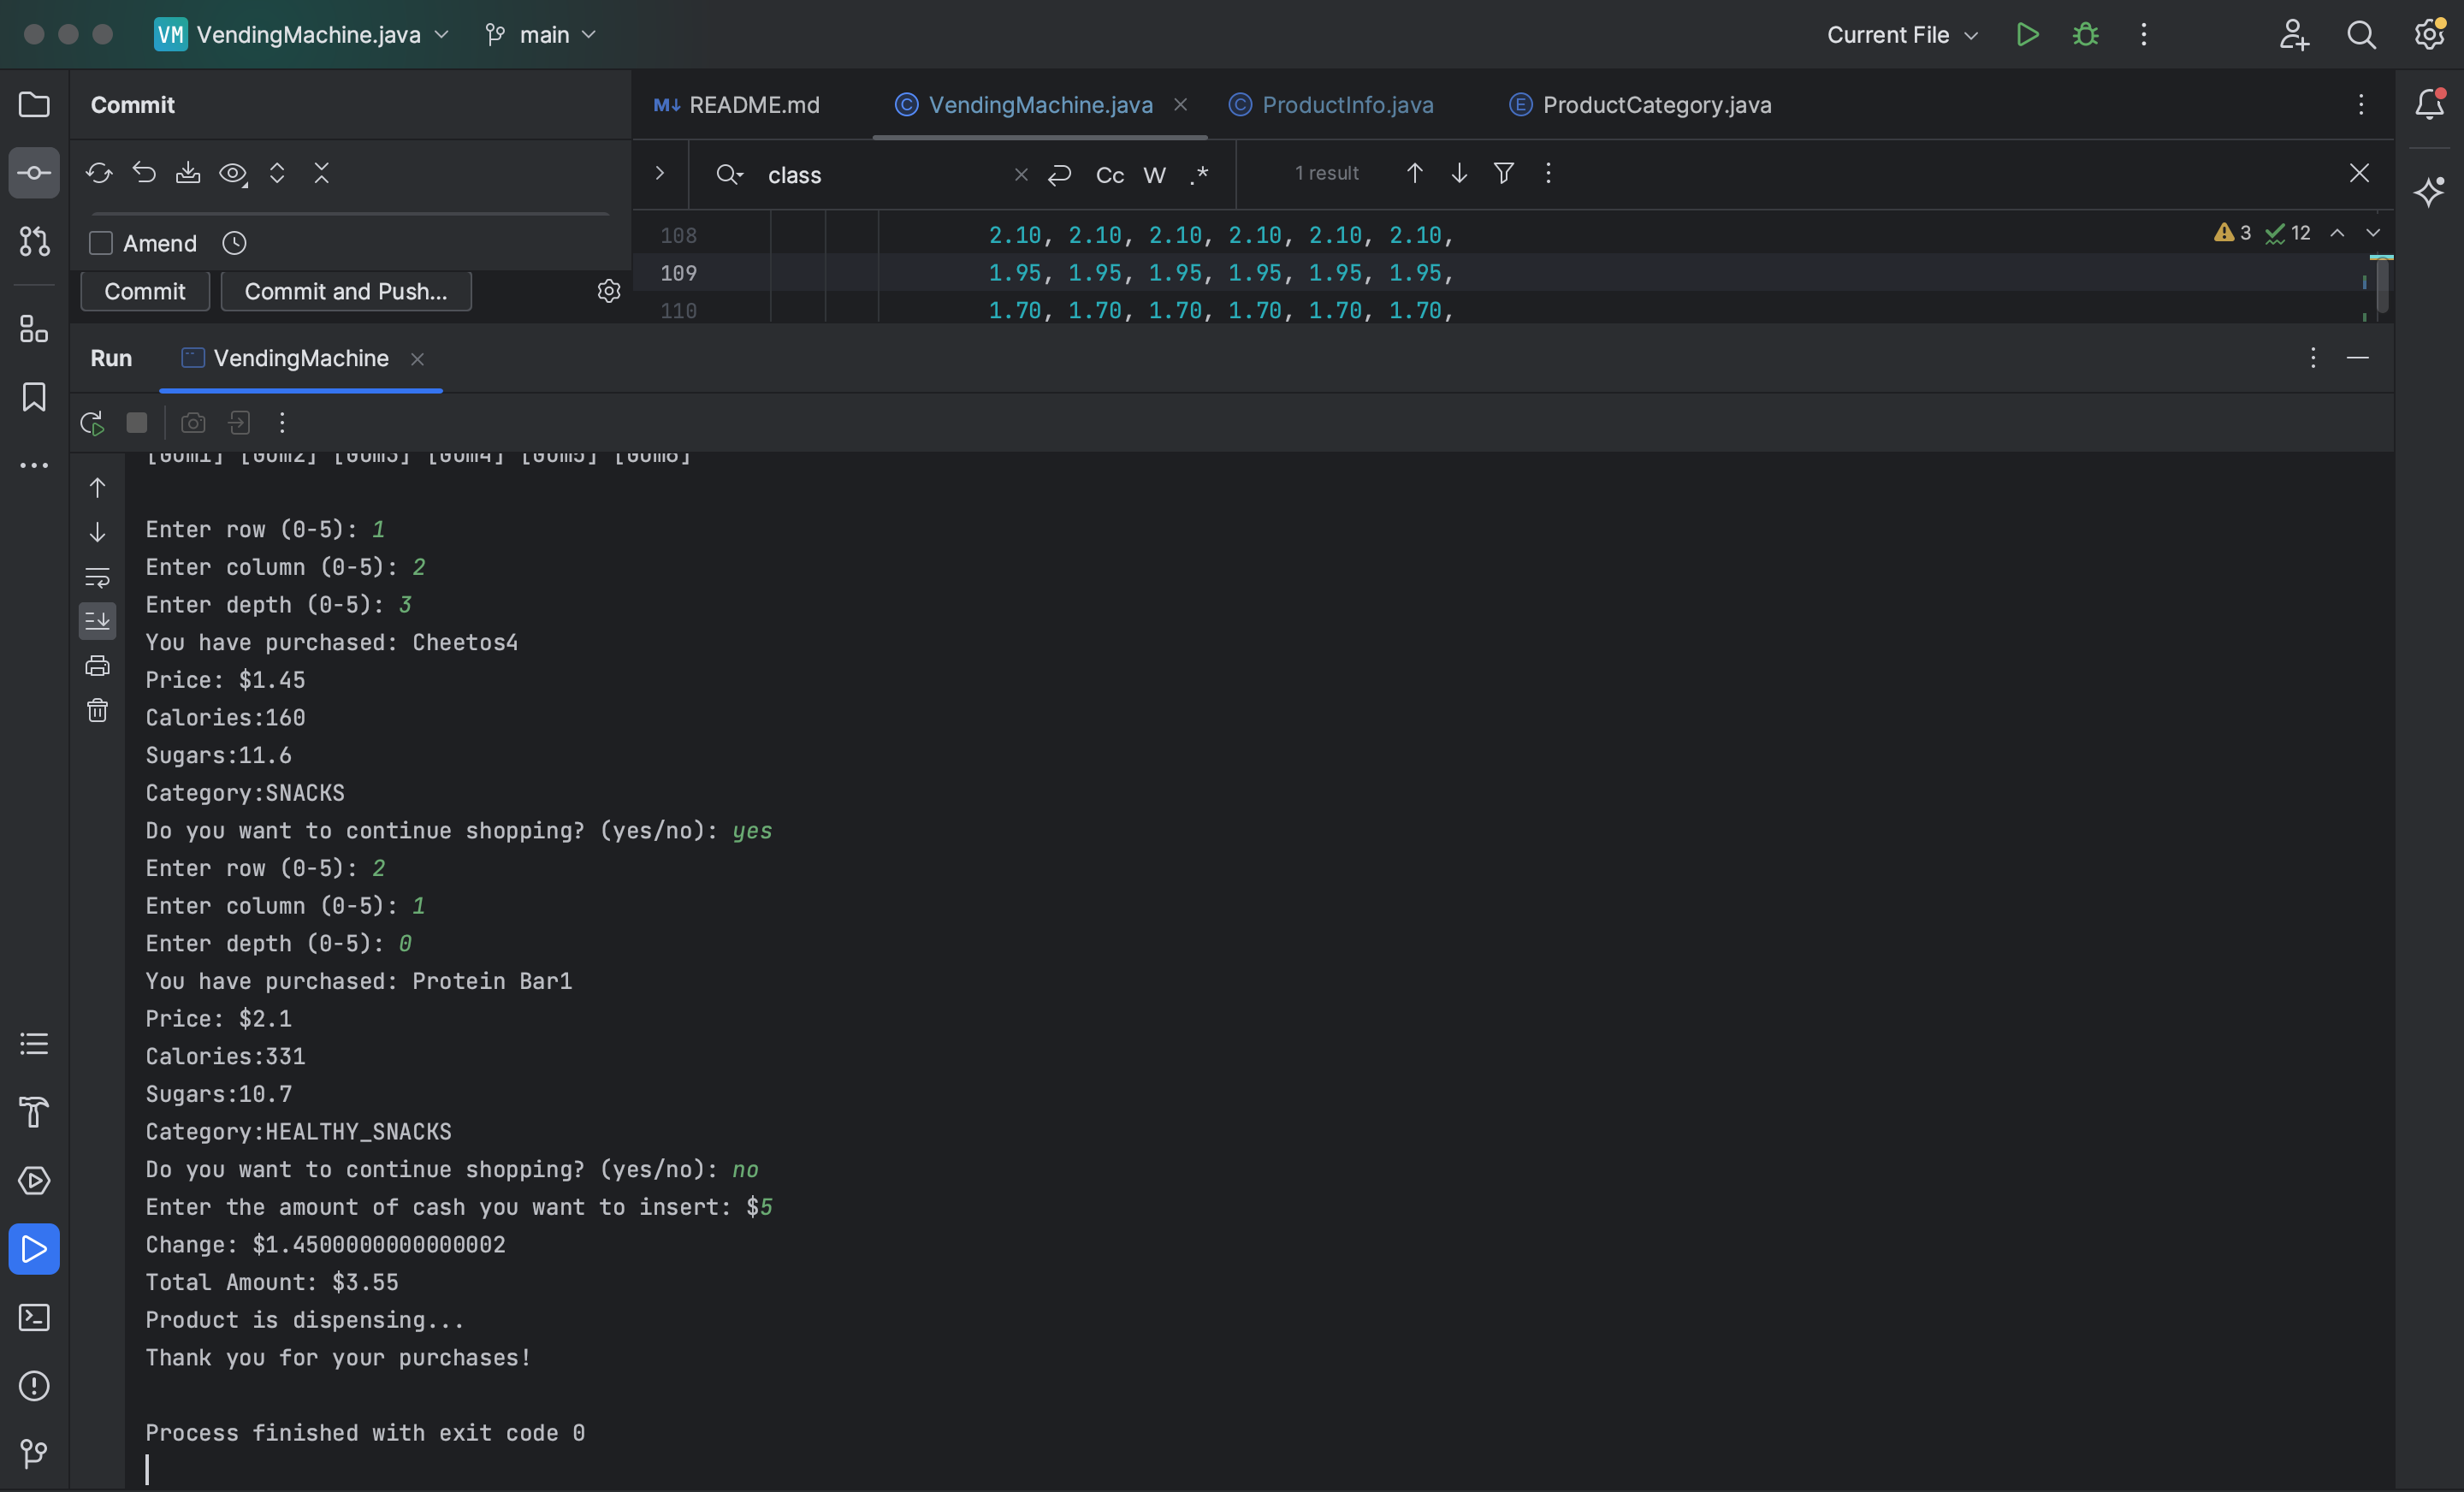 VM VendingMachine.java main Current File
Commit README.md VendingMachine.java ProductInfo.java ProductCategory.java
class Cc W .* 1 result
Amend
108 2.10, 2.10, 2.10, 2.10, 2.10, 2.10,
3 12
109 1.95, 1.95, 1.95, 1.95, 1.95, 1.95,
Commit Commit and Push...
110 1.70, 1.70, 1.70, 1.70, 1.70, 1.70,
Run VendingMachine
[Gum1] [Gum2] [Gum3] [Gum4] [Gum5] [Gum6]
Enter row (0-5): 1
Enter column (0-5): 2
Enter depth (0-5): 3
You have purchased: Cheetos4
Price: $1.45
Calories:160
Sugars:11.6
Category:SNACKS
Do you want to continue shopping? (yes/no): yes
Enter row (0-5): 2
Enter column (0-5): 1
Enter depth (0-5): 0
You have purchased: Protein Bar1
Price: $2.1
Calories:331
Sugars:10.7
Category:HEALTHY_SNACKS
Do you want to continue shopping? (yes/no): no
Enter the amount of cash you want to insert: $5
Change: $1.4500000000000002
Total Amount: $3.55
Product is dispensing...
Thank you for your purchases!
Process finished with exit code 0